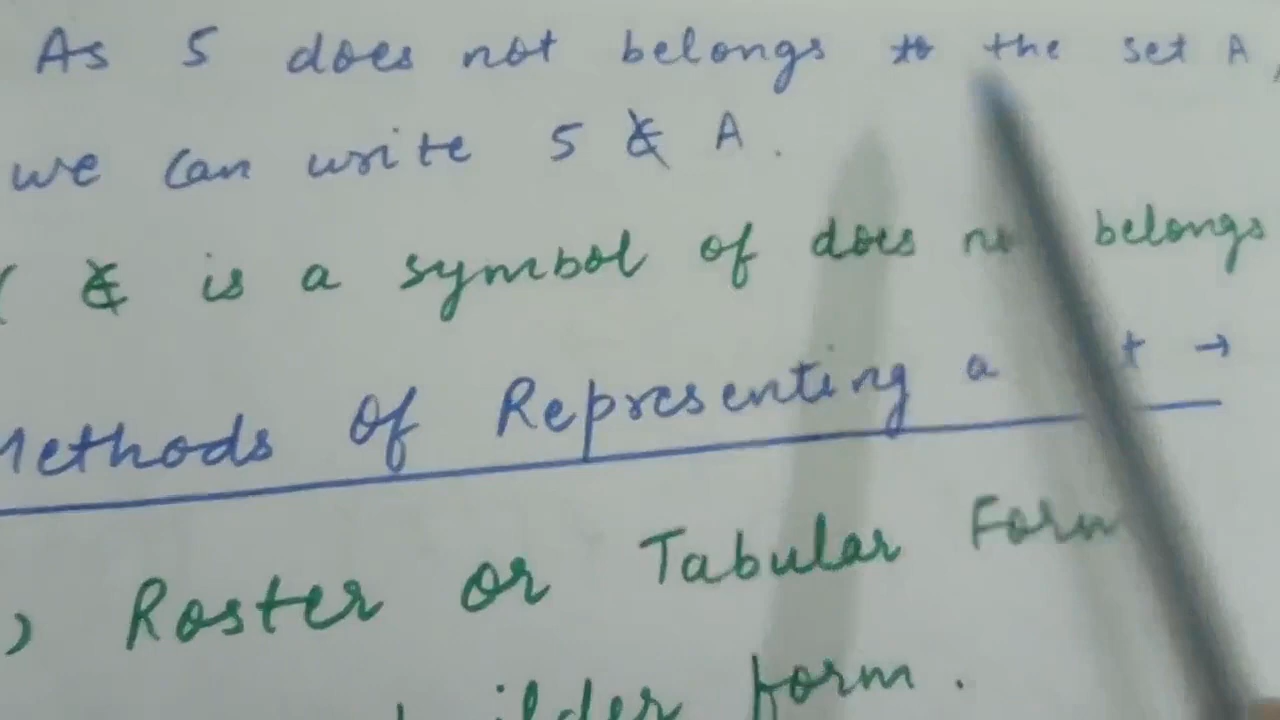 As 5 does not belongs to the set A,
we can write 5 ∉ A.
( ∉ is a symbol of does belongs
Methods Of Representing a →
) Roster or Tabular Form
form.